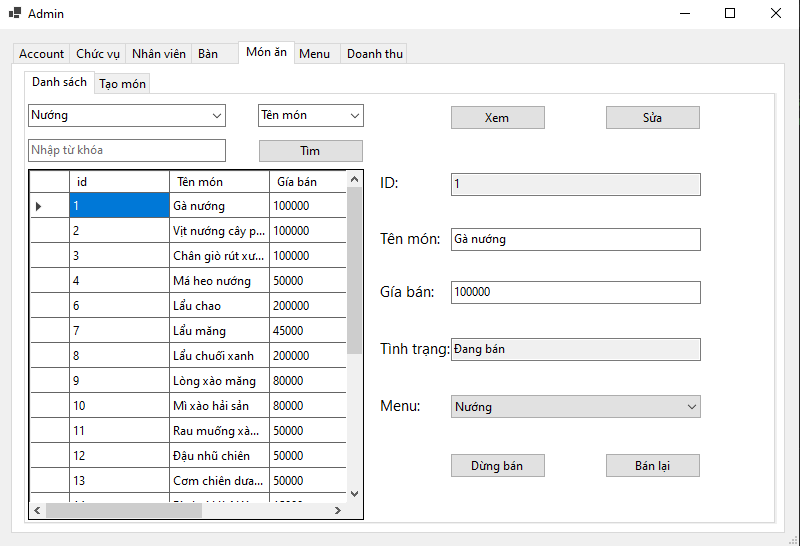 Admin
Account Chức vụ Nhân viên Bàn Món ăn Menu Doanh thu
Danh sách Tạo món
Nướng Tên món Xem Sửa
Nhập từ khóa Tìm
id Tên món Gía bán
1 Gà nướng 100000
2 Vịt nướng cây p... 100000
3 Chân giò rút xư... 100000
4 Má heo nướng 50000
6 Lẩu chao 200000
7 Lẩu măng 45000
8 Lẩu chuối xanh 200000
9 Lòng xào măng 80000
10 Mì xào hải sản 80000
11 Rau muống xà... 50000
12 Đậu nhũ chiên 50000
13 Cơm chiên dưa... 50000
ID: 1
Tên món: Gà nướng
Gía bán: 100000
Tình trạng: Đang bán
Menu: Nướng
Dừng bán Bán lại